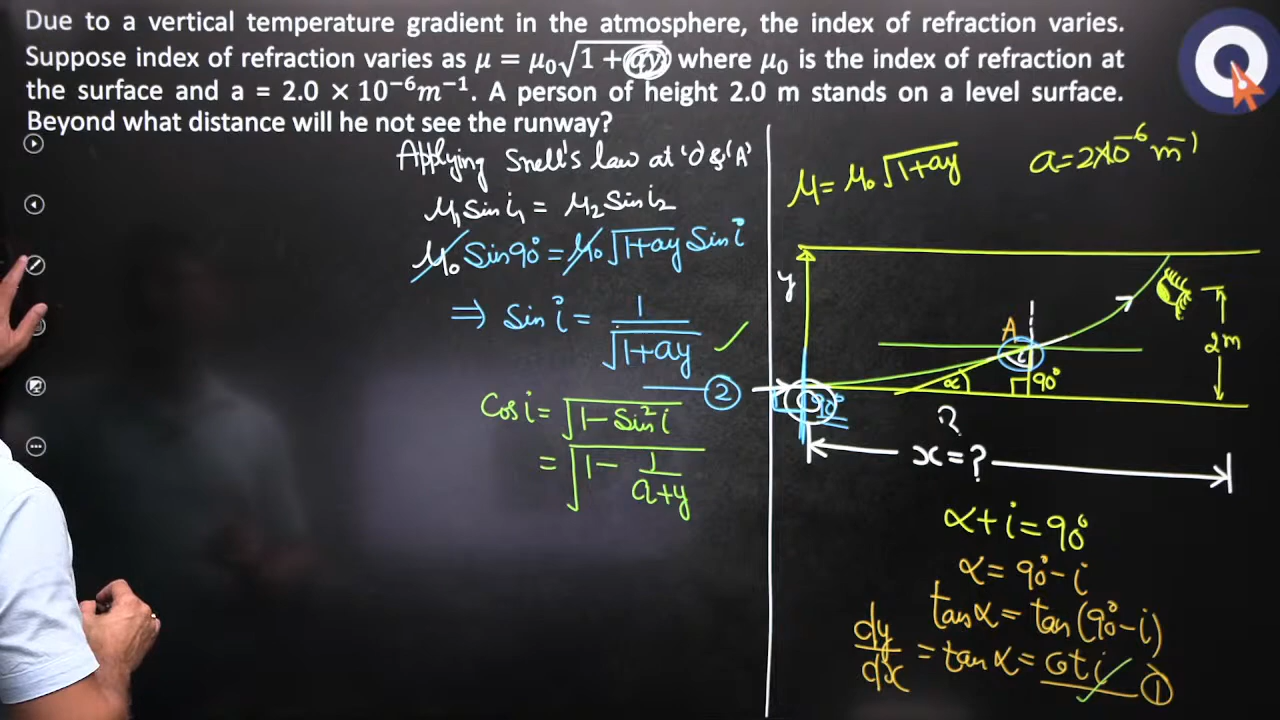 Due to a vertical temperature gradient in the atmosphere, the index of refraction varies.
Suppose index of refraction varies as μ = μ₀√(1 + ay) where μ₀ is the index of refraction at
the surface and a = 2.0 × 10⁻⁶m⁻¹. A person of height 2.0 m stands on a level surface.
Beyond what distance will he not see the runway?
Applying Snell's law at 'O' & 'A'
μ₁ Sin i₁ = μ₂ Sin i₂
μ₀ Sin 90° = μ₀ √(1+ay) Sin i
⇒ Sin i = 1/√(1+ay)
②
Cos i = √(1 - Sin² i)
= √(1 - 1/(a+y))
μ = μ₀ √(1+ay)
a = 2×10⁻⁶ m⁻¹
y
A
i
2m
α
90°
90°
x = ?
α + i = 90°
α = 90° - i
tan α = tan (90° - i)
dy/dx = tan α = cot i ①